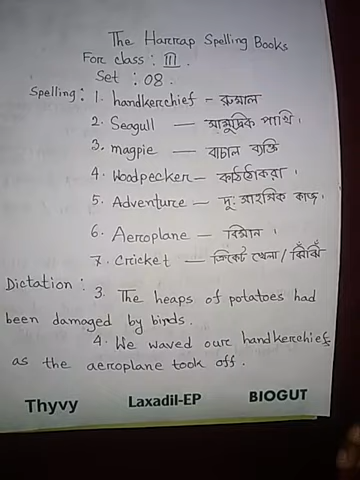 The Harrap Spelling Books
For class: III.
Set : 08.
Spelling: 1. handkerchief - রুমাল
2. Seagull — সামুদ্রিক পাখি।
3. magpie — বাচাল ব্যক্তি
4. Woodpecker — কাঠঠোকরা।
5. Adventure — দুঃসাহসিক কাজ।
6. Aeroplane — বিমান।
7. Cricket — ক্রিকেট খেলা/ঝিঁঝিঁ
Dictation: 3. The heaps of potatoes had
been damaged by birds.
4. We waved our handkerchiefs
as the aeroplane took off.
Thyvy Laxadil-EP BIOGUT